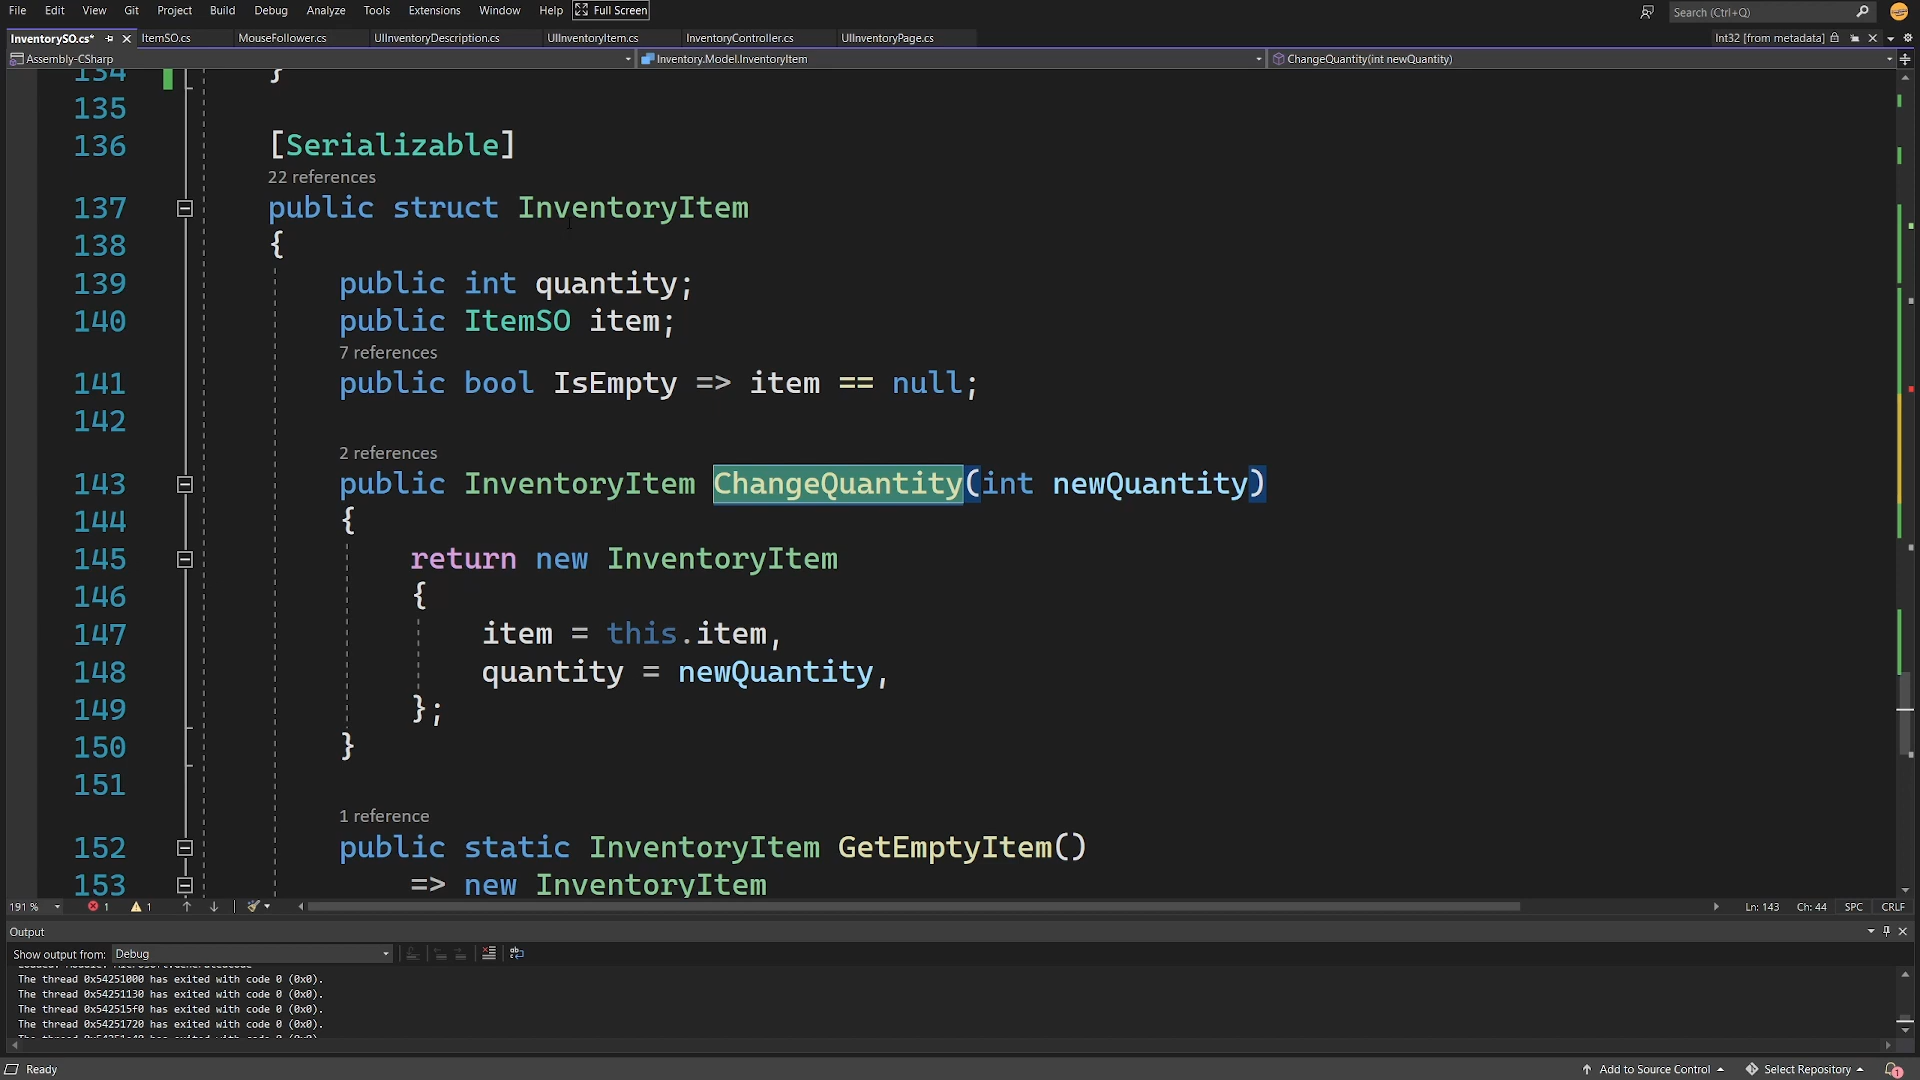 File Edit View Git Project Build Debug Analyze Tools Extensions Window Help Full Screen Search (Ctrl+Q)
InventorySO.cs* ItemSO.cs MouseFollower.cs UIInventoryDescription.cs UIInventoryItem.cs InventoryController.cs UIInventoryPage.cs Int32 [from metadata]
Assembly-CSharp Inventory.Model.InventoryItem ChangeQuantity(int newQuantity)
134 }
135
136 [Serializable]
22 references
137 public struct InventoryItem
138 {
139 public int quantity;
140 public ItemSO item;
7 references
141 public bool IsEmpty => item == null;
142
2 references
143 public InventoryItem ChangeQuantity(int newQuantity)
144 {
145 return new InventoryItem
146 {
147 item = this.item,
148 quantity = newQuantity,
149 };
150 }
151
1 reference
152 public static InventoryItem GetEmptyItem()
153 => new InventoryItem
191 % 1 1 Ln: 143 Ch: 44 SPC CRLF
Output
Show output from: Debug
The thread 0x54251000 has exited with code 0 (0x0).
The thread 0x54251130 has exited with code 0 (0x0).
The thread 0x542515f0 has exited with code 0 (0x0).
The thread 0x54251720 has exited with code 0 (0x0).
Ready Add to Source Control Select Repository 1